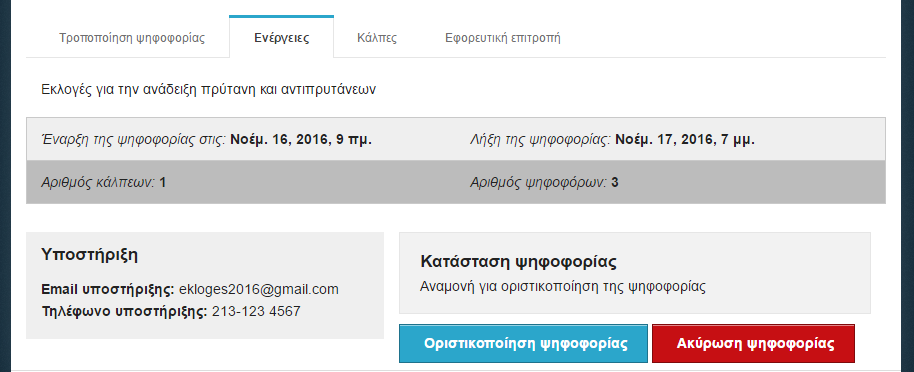 Τροποποίηση ψηφοφορίας Ενέργειες Κάλπες Εφορευτική επιτροπή
Εκλογές για την ανάδειξη πρύτανη και αντιπρυτάνεων
Έναρξη της ψηφοφορίας στις: Νοέμ. 16, 2016, 9 πμ. Λήξη της ψηφοφορίας: Νοέμ. 17, 2016, 7 μμ.
Αριθμός κάλπεων: 1 Αριθμός ψηφοφόρων: 3
Υποστήριξη
Email υποστήριξης: ekloges2016@gmail.com
Τηλέφωνο υποστήριξης: 213-123 4567
Κατάσταση ψηφοφορίας
Αναμονή για οριστικοποίηση της ψηφοφορίας
Οριστικοποίηση ψηφοφορίας Ακύρωση ψηφοφορίας